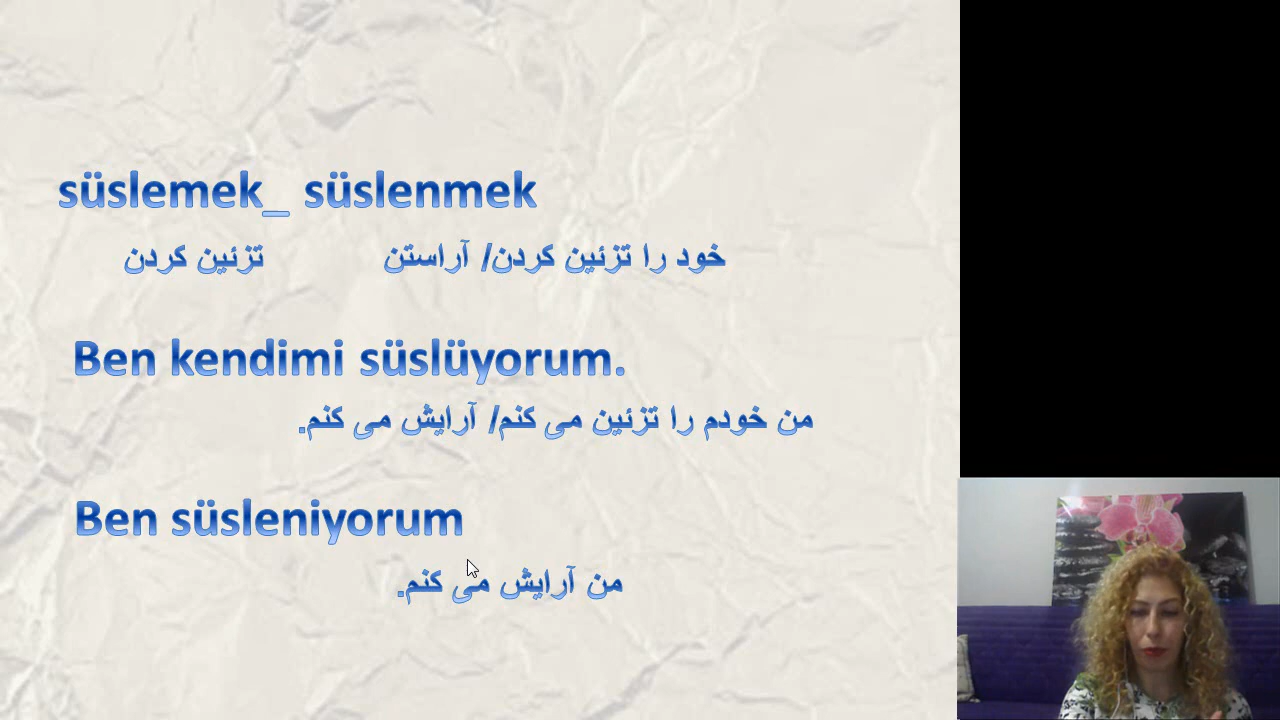 süslemek_ süslenmek
تزئین کردن خود را تزئین کردن/ آراستن
Ben kendimi süslüyorum.
من خودم را تزئین می کنم/ آرایش می کنم.
Ben süsleniyorum
من آرایش می کنم.